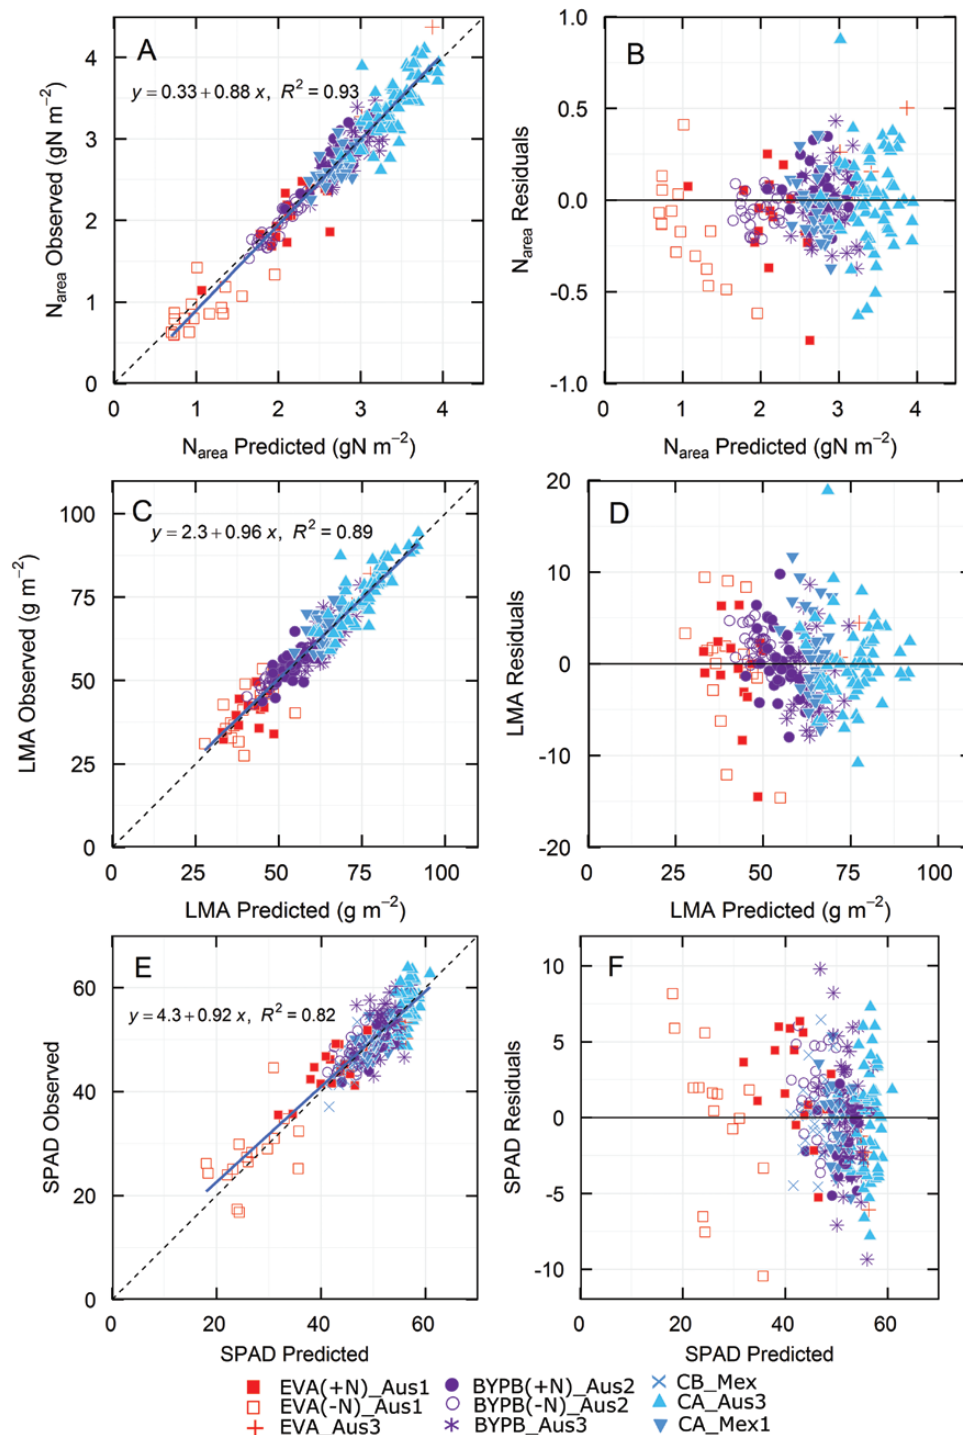 A
y = 0.33 + 0.88 x, R² = 0.93
N_area Observed (gN m⁻²)
4
3
2
1
0
0 1 2 3 4
N_area Predicted (gN m⁻²)
B
N_area Residuals
1.0
0.5
0.0
-0.5
-1.0
0 1 2 3 4
N_area Predicted (gN m⁻²)
C
y = 2.3 + 0.96 x, R² = 0.89
LMA Observed (g m⁻²)
100
75
50
25
0
0 25 50 75 100
LMA Predicted (g m⁻²)
D
LMA Residuals
20
10
0
-10
-20
0 25 50 75 100
LMA Predicted (g m⁻²)
E
y = 4.3 + 0.92 x, R² = 0.82
SPAD Observed
60
40
20
0
0 20 40 60
SPAD Predicted
F
SPAD Residuals
10
5
0
-5
-10
0 20 40 60
SPAD Predicted
EVA(+N)_Aus1 BYPB(+N)_Aus2 CB_Mex
EVA(-N)_Aus1 BYPB(-N)_Aus2 CA_Aus3
EVA_Aus3 BYPB_Aus3 CA_Mex1